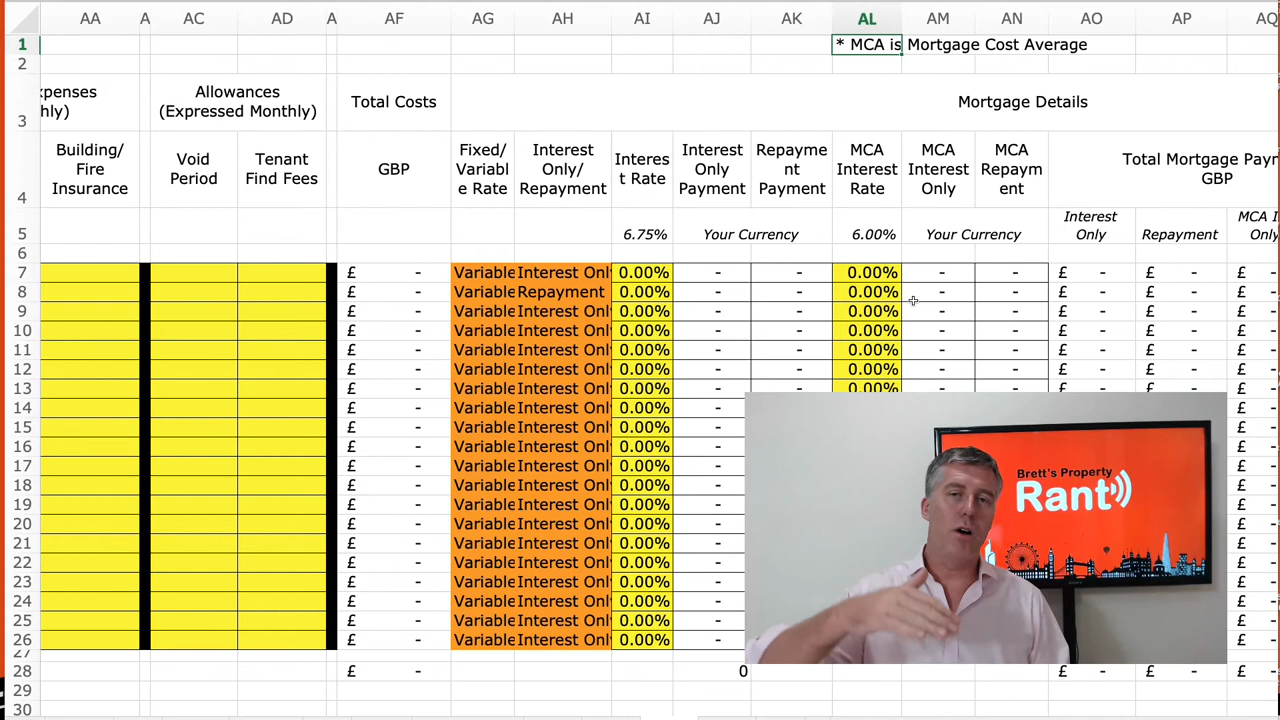 AA A AC AD A AF AG AH AI AJ AK AL AM AN AO AP AQ
1 * MCA is Mortgage Cost Average
2
xpenses Allowances
hly) (Expressed Monthly) Total Costs Mortgage Details
3
Building/ Fire Insurance Void Period Tenant Find Fees GBP Fixed/ Variabl e Rate Interest Only/ Repayment Interes t Rate Interest Only Payment Repayme nt Payment MCA Interest Rate MCA Interest Only MCA Repaym ent Total Mortgage Pay GBP
4
5 6.75% Your Currency 6.00% Your Currency Interest Only Repayment MCA I Only
6
7 £ - Variable Interest Onl 0.00% - - 0.00% - - £ - £ - £
8 £ - Variable Repayment 0.00% - - 0.00% - - £ - £ - £
9 £ - Variable Interest Onl 0.00% - - 0.00% - - £ - £ - £
10 £ - Variable Interest Onl 0.00% - - 0.00% - - £ - £ - £
11 £ - Variable Interest Onl 0.00% - - 0.00% - - £ - £ - £
12 £ - Variable Interest Onl 0.00% - - 0.00% - - £ - £ - £
13 £ - Variable Interest Onl 0.00% - - 0.00% - - £ - £ - £
14 £ - Variable Interest Onl 0.00% -
15 £ - Variable Interest Onl 0.00% -
16 £ - Variable Interest Onl 0.00% -
17 £ - Variable Interest Onl 0.00% -
18 £ - Variable Interest Onl 0.00% -
19 £ - Variable Interest Onl 0.00% -
20 £ - Variable Interest Onl 0.00% -
21 £ - Variable Interest Onl 0.00% -
22 £ - Variable Interest Onl 0.00% -
23 £ - Variable Interest Onl 0.00% -
24 £ - Variable Interest Onl 0.00% -
25 £ - Variable Interest Onl 0.00% -
26 £ - Variable Interest Onl 0.00% -
27
28 £ - 0 £ - £ - £
29
30
Brett's Property
Rant